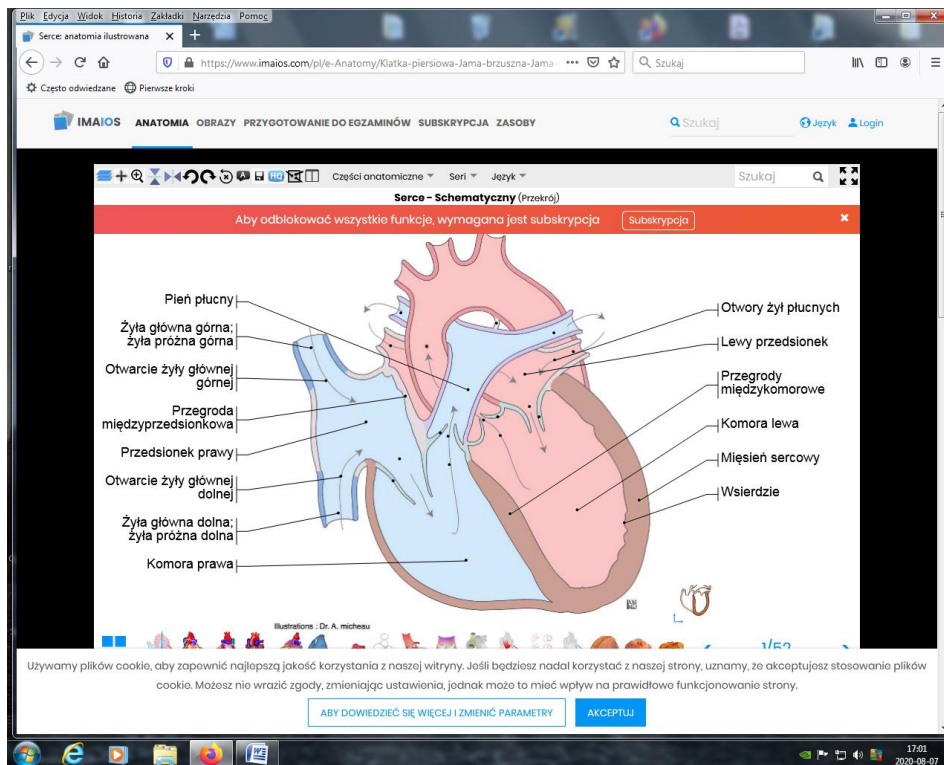 Plik Edycja Widok Historia Zakładki Narzędzia Pomoc
Serce: anatomia ilustrowana
https://www.imaios.com/pl/e-Anatomy/Klatka-piersiowa-Jama-brzuszna-Jama-
Szukaj
Często odwiedzane Pierwsze kroki
IMAIOS ANATOMIA OBRAZY PRZYGOTOWANIE DO EGZAMINÓW SUBSKRYPCJA ZASOBY Szukaj Język Login
HQ Części anatomiczne Seri Język Szukaj
Serce - Schematyczny (Przekrój)
Aby odblokować wszystkie funkcje, wymagana jest subskrypcja Subskrypcja
Pień płucny
Żyła główna górna;
żyła próżna górna
Otwarcie żyły głównej
górnej
Przegroda
międzyprzedsionkowa
Przedsionek prawy
Otwarcie żyły głównej
dolnej
Żyła główna dolna;
żyła próżna dolna
Komora prawa
Otwory żył płucnych
Lewy przedsionek
Przegrody
międzykomorowe
Komora lewa
Mięsień sercowy
Wsierdzie
Illustrations : Dr. A. micheau
1/52
Używamy plików cookie, aby zapewnić najlepszą jakość korzystania z naszej witryny. Jeśli będziesz nadal korzystać z naszej strony, uznamy, że akceptujesz stosowanie plików
cookie. Możesz nie wrazić zgody, zmieniając ustawienia, jednak może to mieć wpływ na prawidłowe funkcjonowanie strony.
ABY DOWIEDZIEĆ SIĘ WIĘCEJ I ZMIENIĆ PARAMETRY AKCEPTUJ
17:01
2020-08-07